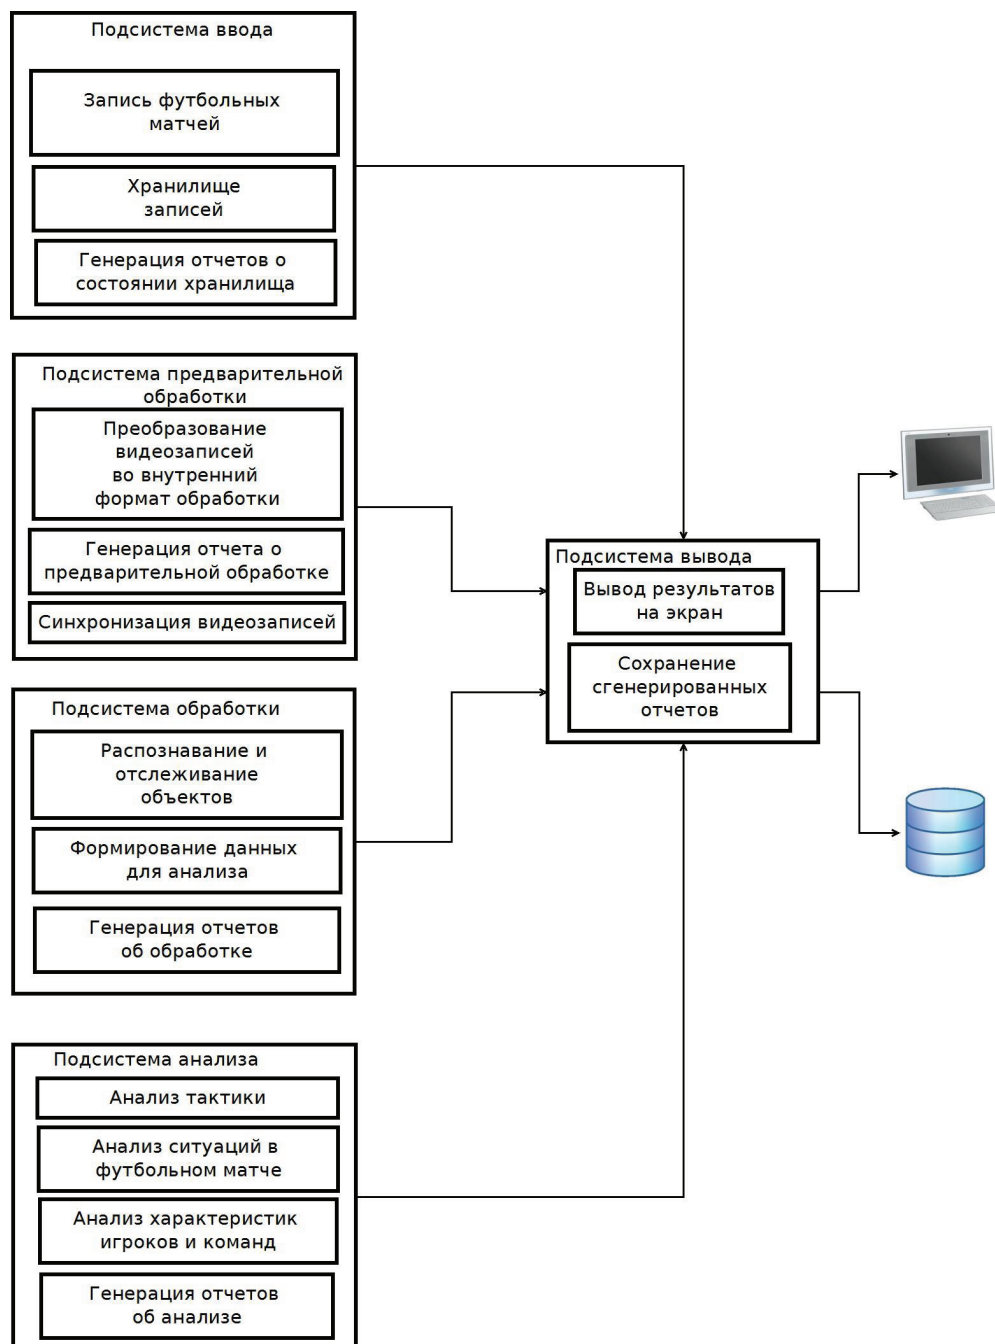 Подсистема ввода
Запись футбольных
матчей
Хранилище
записей
Генерация отчетов о
состоянии хранилища
Подсистема предварительной
обработки
Преобразование
видеозаписей
во внутренний
формат обработки
Генерация отчета о
предварительной обработке
Синхронизация видеозаписей
Подсистема обработки
Распознавание и
отслеживание
объектов
Формирование данных
для анализа
Генерация отчетов
об обработке
Подсистема анализа
Анализ тактики
Анализ ситуаций в
футбольном матче
Анализ характеристик
игроков и команд
Генерация отчетов
об анализе
Подсистема вывода
Вывод результатов
на экран
Сохранение
сгенерированных
отчетов